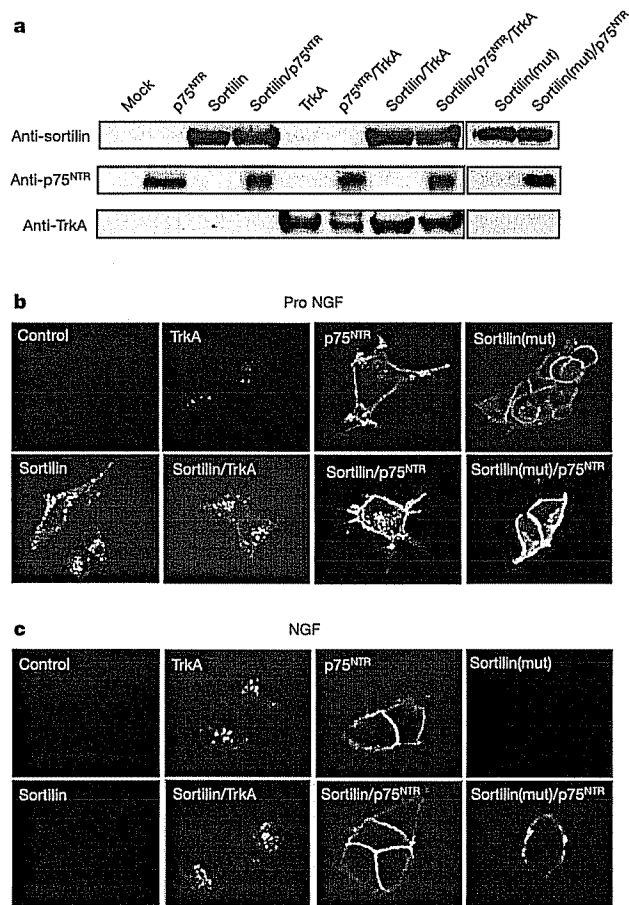 a
Mock
p75NTR
Sortilin
Sortilin/p75NTR
TrkA
p75NTR/TrkA
Sortilin/TrkA
Sortilin/p75NTR/TrkA
Sortilin(mut)
Sortilin(mut)/p75NTR
Anti-sortilin
Anti-p75NTR
Anti-TrkA
b
Pro NGF
Control
TrkA
p75NTR
Sortilin(mut)
Sortilin
Sortilin/TrkA
Sortilin/p75NTR
Sortilin(mut)/p75NTR
c
NGF
Control
TrkA
p75NTR
Sortilin(mut)
Sortilin
Sortilin/TrkA
Sortilin/p75NTR
Sortilin(mut)/p75NTR